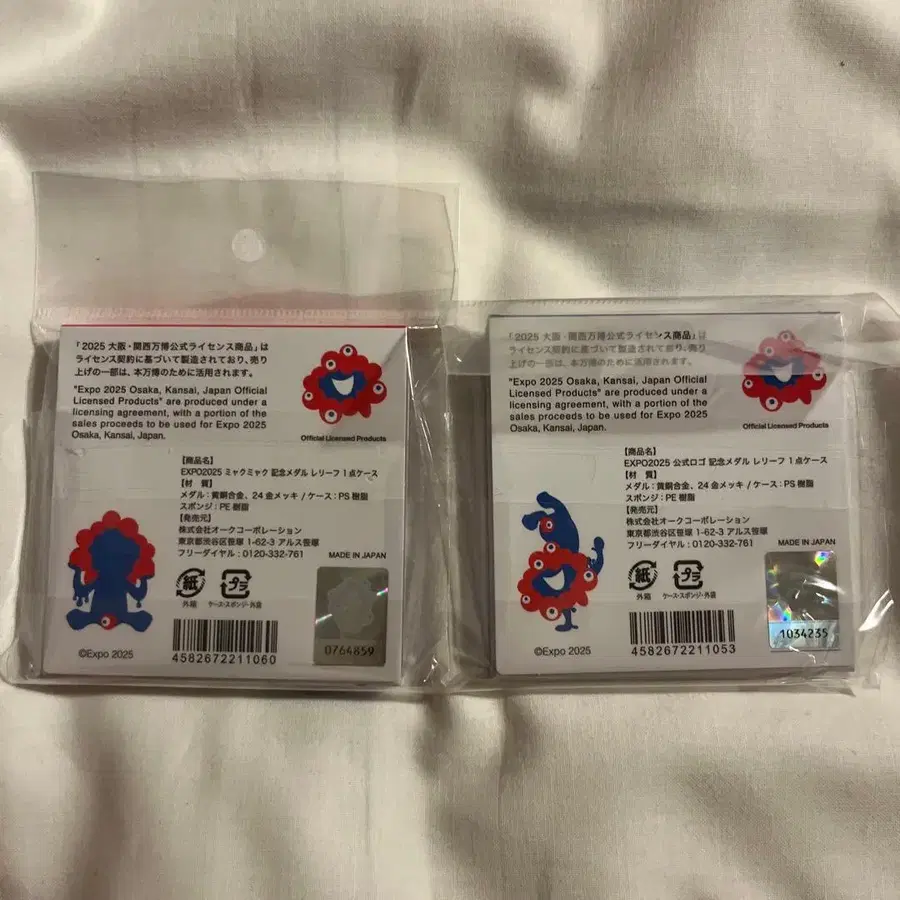 「2025 大阪・関西万博公式ライセンス商品」は
ライセンス契約に基づいて製造されており、売り
上げの一部は、本万博のために活用されます。
"Expo 2025 Osaka, Kansai, Japan Official
Licensed Products" are produced under a
licensing agreement, with a portion of the
sales proceeds to be used for Expo 2025
Osaka, Kansai, Japan.
Official Licensed Products
【商品名】
EXPO2025 ミャクミャク 記念メダル レリーフ 1点ケース
【材 質】
メダル:黄銅合金、24金メッキ / ケース:PS樹脂
スポンジ:PE樹脂
【発売元】
株式会社オークコーポレーション
東京都渋谷区笹塚 1-62-3 アルス笹塚
フリーダイヤル:0120-332-761
MADE IN JAPAN
紙
外箱
プラ
ケース・スポンジ・外袋
©Expo 2025
4582672211060
0764859
「2025 大阪・関西万博公式ライセンス商品」は
ライセンス契約に基づいて製造されており、売り
上げの一部は、本万博のために活用されます。
"Expo 2025 Osaka, Kansai, Japan Official
Licensed Products" are produced under a
licensing agreement, with a portion of the
sales proceeds to be used for Expo 2025
Osaka, Kansai, Japan.
Official Licensed Products
【商品名】
EXPO2025 公式ロゴ 記念メダル レリーフ 1点ケース
【材 質】
メダル:黄銅合金、24金メッキ / ケース:PS樹脂
スポンジ:PE樹脂
【発売元】
株式会社オークコーポレーション
東京都渋谷区笹塚 1-62-3 アルス笹塚
フリーダイヤル:0120-332-761
MADE IN JAPAN
紙
外箱
プラ
ケース・スポンジ・外袋
©Expo 2025
4582672211053
1034235